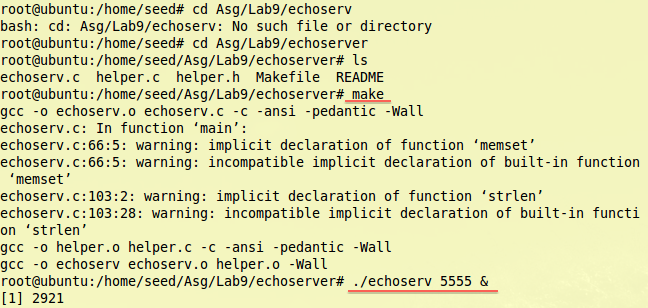 root@ubuntu:/home/seed# cd Asg/Lab9/echoserv
bash: cd: Asg/Lab9/echoserv: No such file or directory
root@ubuntu:/home/seed# cd Asg/Lab9/echoserver
root@ubuntu:/home/seed/Asg/Lab9/echoserver# ls
echoserv.c  helper.c  helper.h  Makefile  README
root@ubuntu:/home/seed/Asg/Lab9/echoserver# make
gcc -o echoserv.o echoserv.c -c -ansi -pedantic -Wall
echoserv.c: In function ‘main’:
echoserv.c:66:5: warning: implicit declaration of function ‘memset’
echoserv.c:66:5: warning: incompatible implicit declaration of built-in function
 ‘memset’
echoserv.c:103:2: warning: implicit declaration of function ‘strlen’
echoserv.c:103:28: warning: incompatible implicit declaration of built-in functi
on ‘strlen’
gcc -o helper.o helper.c -c -ansi -pedantic -Wall
gcc -o echoserv echoserv.o helper.o -Wall
root@ubuntu:/home/seed/Asg/Lab9/echoserver# ./echoserv 5555 &
[1] 2921